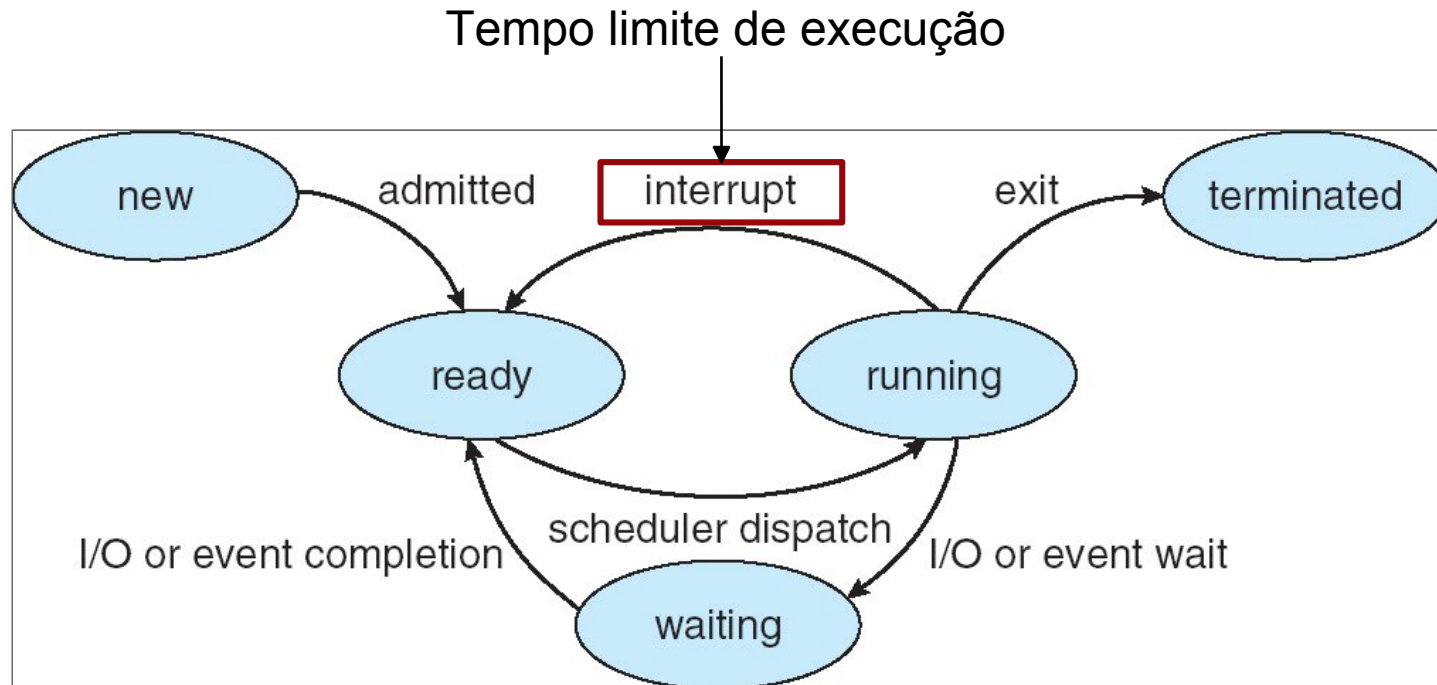 Tempo limite de execução
new
admitted
interrupt
exit
terminated
ready
running
I/O or event completion
scheduler dispatch
I/O or event wait
waiting